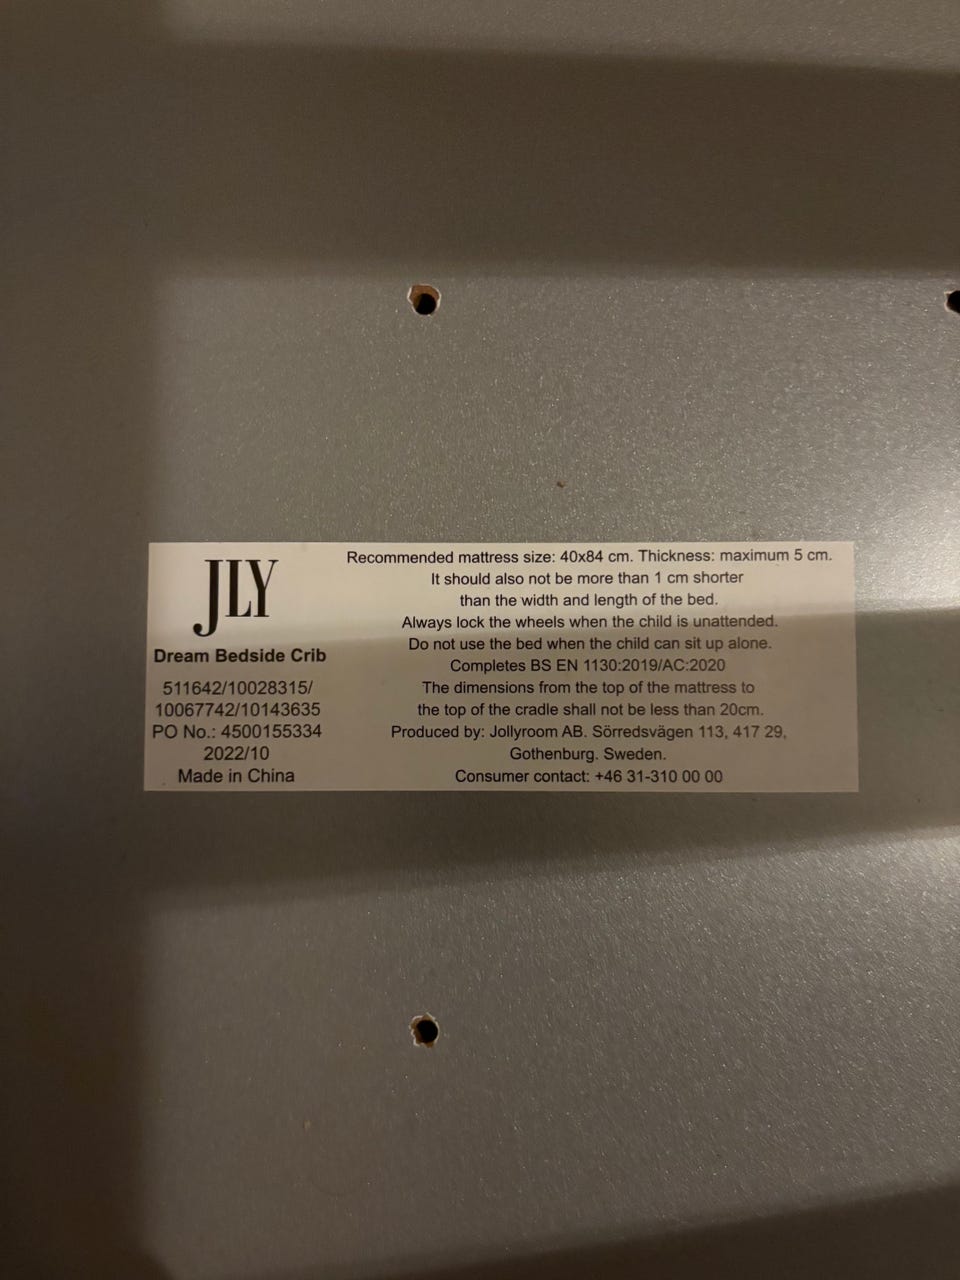 JLY
Dream Bedside Crib
511642/10028315/
10067742/10143635
PO No.: 4500155334
2022/10
Made in China
Recommended mattress size: 40x84 cm. Thickness: maximum 5 cm.
It should also not be more than 1 cm shorter
than the width and length of the bed.
Always lock the wheels when the child is unattended.
Do not use the bed when the child can sit up alone.
Completes BS EN 1130:2019/AC:2020
The dimensions from the top of the mattress to
the top of the cradle shall not be less than 20cm.
Produced by: Jollyroom AB. Sörredsvägen 113, 417 29,
Gothenburg. Sweden.
Consumer contact: +46 31-310 00 00